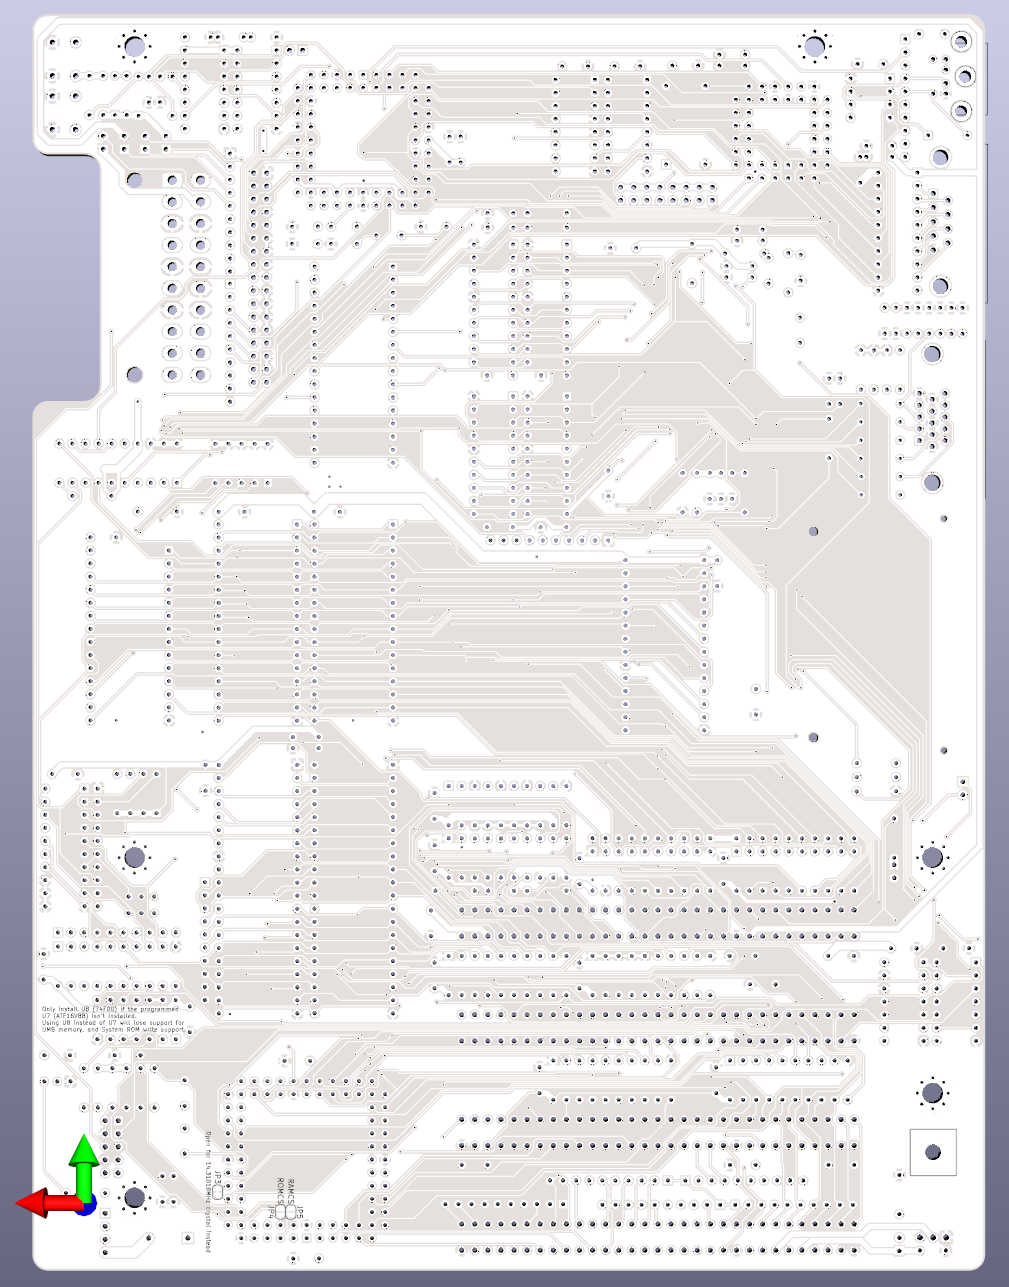 Only install U8 (74F00) if the programmed
U7 (ATF16V8B) isn't installed.
Using U8 instead of U7 will lose support for
UMB memory, and System ROM write support.
Open for 14.31818MHz crystal instead
JP3
RAMCS
ROMCS
JP4
JP5